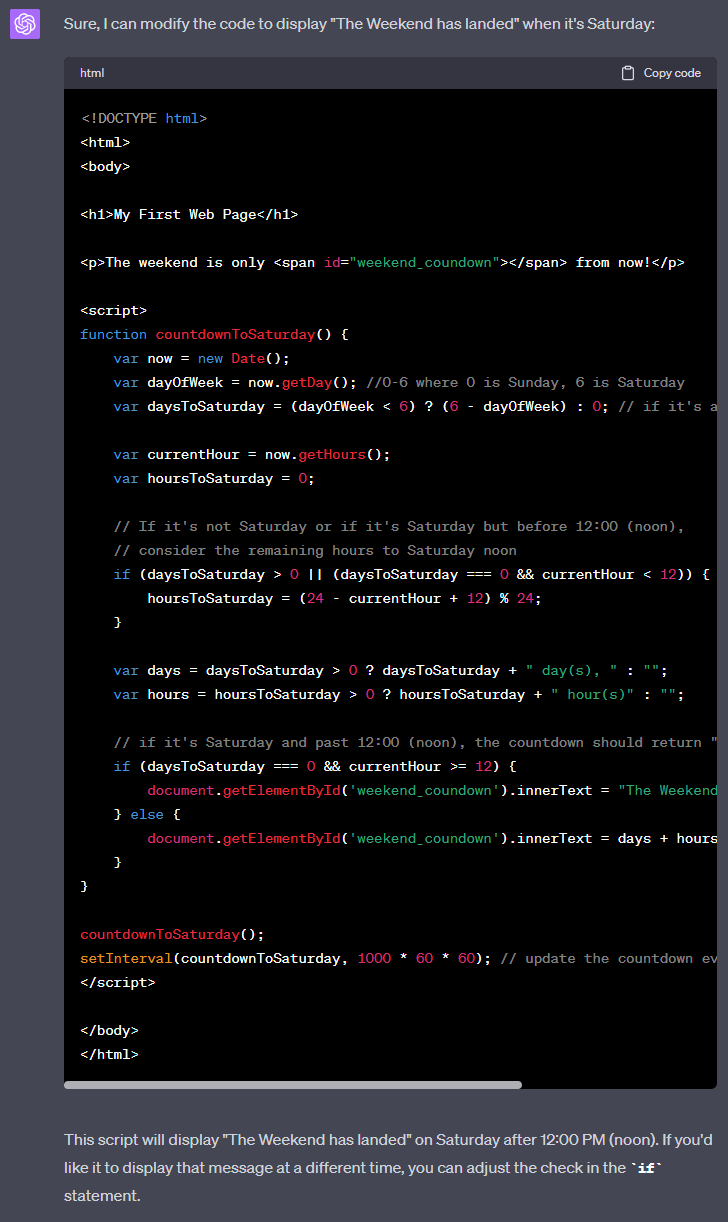 Sure, I can modify the code to display "The Weekend has landed" when it's Saturday:
html
Copy code
<!DOCTYPE html>
<html>
<body>
<h1>My First Web Page</h1>
<p>The weekend is only <span id="weekend_coundown"></span> from now!</p>
<script>
function countdownToSaturday() {
    var now = new Date();
    var dayOfWeek = now.getDay(); //0-6 where 0 is Sunday, 6 is Saturday
    var daysToSaturday = (dayOfWeek < 6) ? (6 - dayOfWeek) : 0; // if it's a
    var currentHour = now.getHours();
    var hoursToSaturday = 0;
    // If it's not Saturday or if it's Saturday but before 12:00 (noon),
    // consider the remaining hours to Saturday noon
    if (daysToSaturday > 0 || (daysToSaturday === 0 && currentHour < 12)) {
        hoursToSaturday = (24 - currentHour + 12) % 24;
    }
    var days = daysToSaturday > 0 ? daysToSaturday + " day(s), " : "";
    var hours = hoursToSaturday > 0 ? hoursToSaturday + " hour(s)" : "";
    // if it's Saturday and past 12:00 (noon), the countdown should return "
    if (daysToSaturday === 0 && currentHour >= 12) {
        document.getElementById('weekend_coundown').innerText = "The Weekend
    } else {
        document.getElementById('weekend_coundown').innerText = days + hours
    }
}
countdownToSaturday();
setInterval(countdownToSaturday, 1000 * 60 * 60); // update the countdown ev
</script>
</body>
</html>
This script will display "The Weekend has landed" on Saturday after 12:00 PM (noon). If you'd
like it to display that message at a different time, you can adjust the check in the `if`
statement.